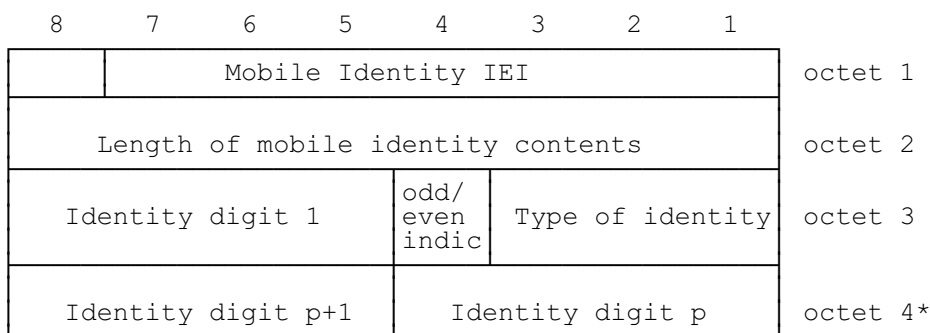 8 7 6 5 4 3 2 1
Mobile Identity IEI octet 1
Length of mobile identity contents octet 2
odd/
Identity digit 1 even Type of identity octet 3
indic
Identity digit p+1 Identity digit p octet 4*